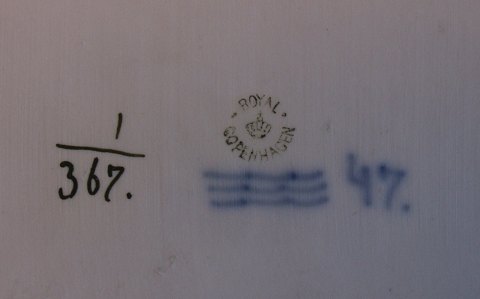 1
367.
ROYAL
COPENHAGEN
47.